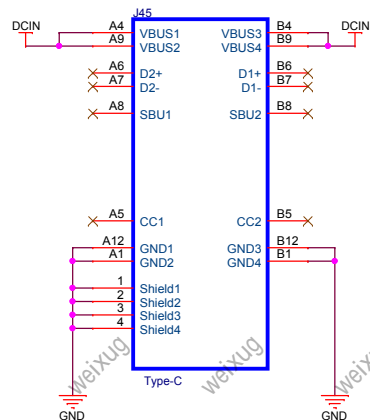 J45
DCIN
A4 VBUS1 VBUS3 B4
DCIN
A9 VBUS2 VBUS4 B9
A6 D2+ D1+ B6
A7 D2- D1- B7
A8 SBU1 SBU2 B8
A5 CC1 CC2 B5
A12 GND1 GND3 B12
A1 GND2 GND4 B1
1 Shield1
2 Shield2
3 Shield3
4 Shield4
weixug
weixug
weixug
Type-C
GND
GND